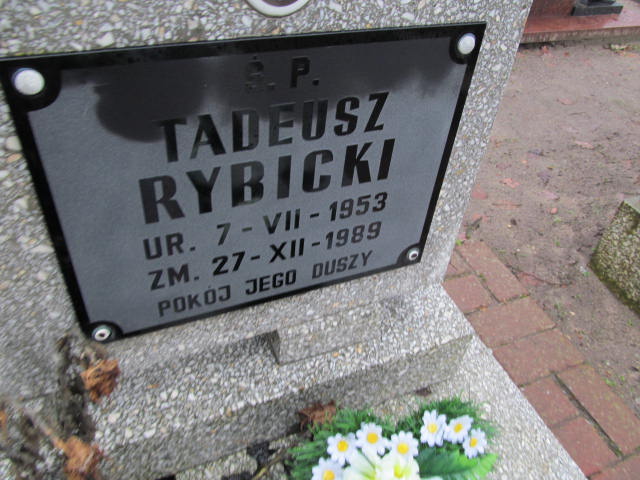 Ś. P.
TADEUSZ
RYBICKI
UR. 7-VII-1953
ZM. 27-XII-1989
POKÓJ JEGO DUSZY